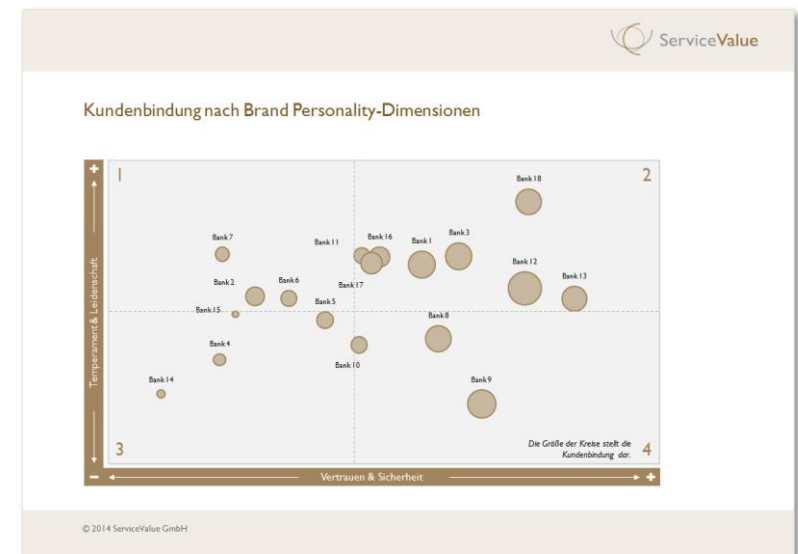 ServiceValue
Kundenbindung nach Brand Personality-Dimensionen
+
1
2
Bank 18
Bank 7
Bank 11
Bank 16
Bank 1
Bank 3
Bank 2
Bank 6
Bank 17
Bank 12
Bank 13
Bank 15
Bank 5
Bank 8
Bank 4
Bank 10
Bank 14
Bank 9
Temperament & Leidenschaft
3
Die Größe der Kreise stellt die
Kundenbindung dar.
4
–
Vertrauen & Sicherheit
+
© 2014 ServiceValue GmbH